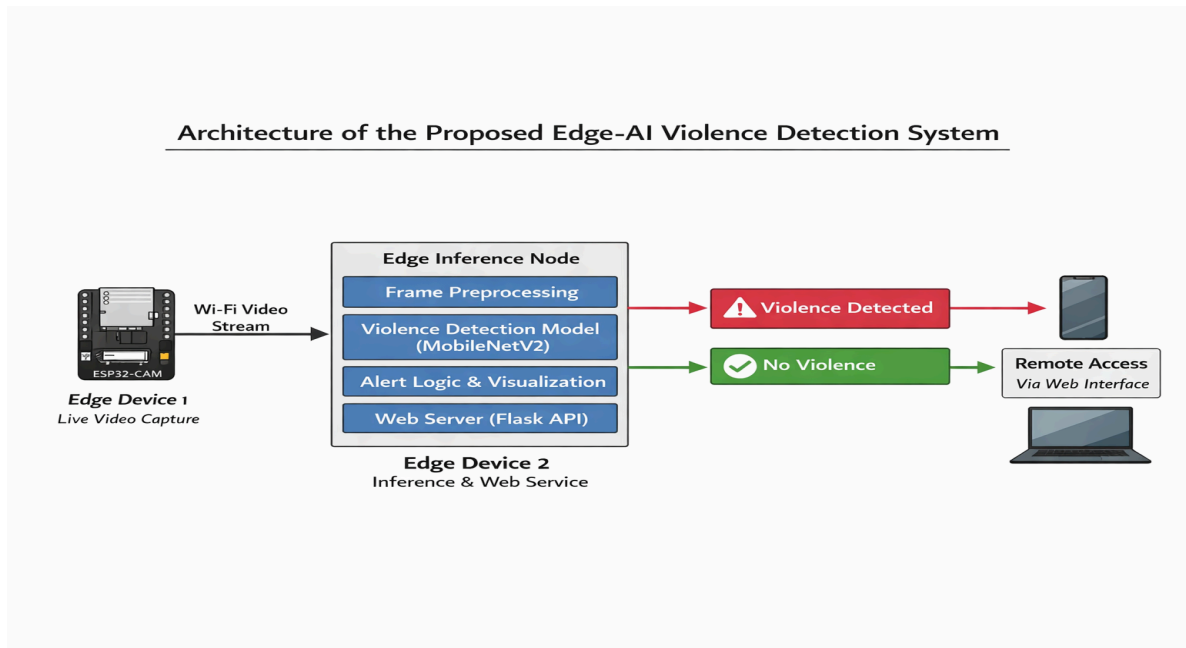 Architecture of the Proposed Edge-AI Violence Detection System
ESP32-CAM
Edge Device 1
Live Video Capture
Wi-Fi Video
Stream
Edge Inference Node
Frame Preprocessing
Violence Detection Model
(MobileNetV2)
Alert Logic & Visualization
Web Server (Flask API)
Edge Device 2
Inference & Web Service
Violence Detected
No Violence
Remote Access
Via Web Interface